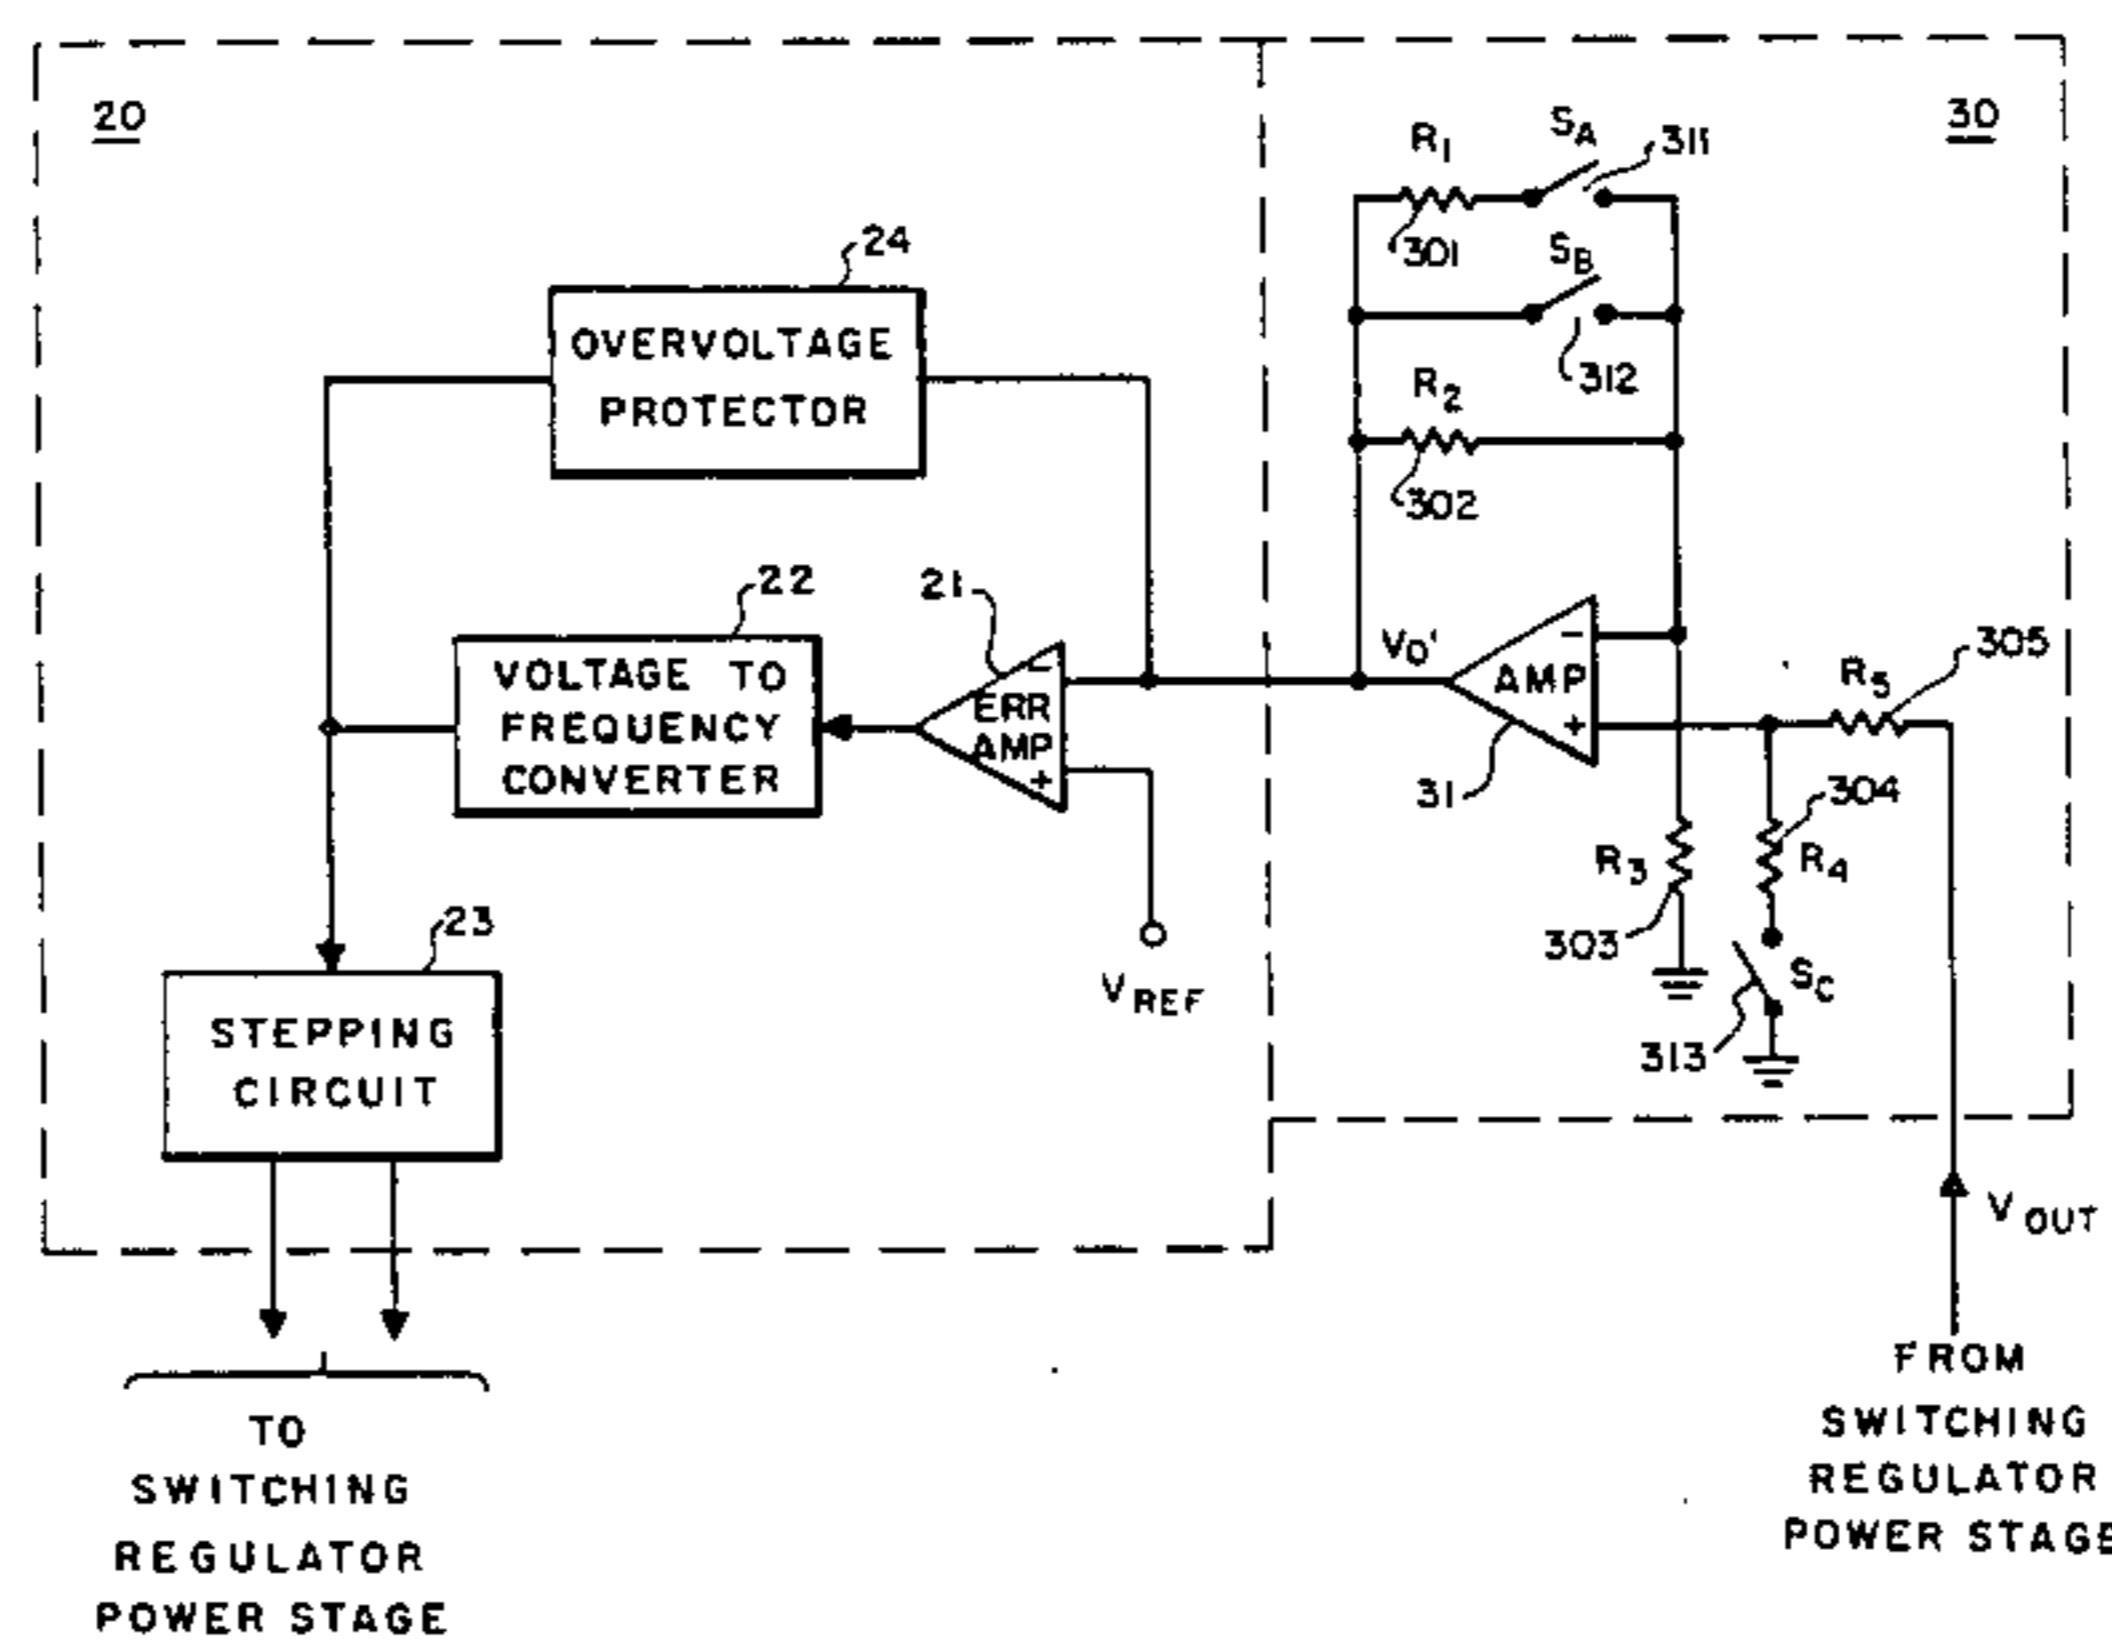 20
30
R1
SA
311
301
SB
312
R2
302
24
OVERVOLTAGE
PROTECTOR
22
VOLTAGE TO
FREQUENCY
CONVERTER
21
-
ERR
AMP
+
VREF
VO'
-
AMP
+
31
R5
305
304
R4
R3
303
SC
313
23
STEPPING
CIRCUIT
VOUT
TO
SWITCHING
REGULATOR
POWER STAGE
FROM
SWITCHING
REGULATOR
POWER STAGE